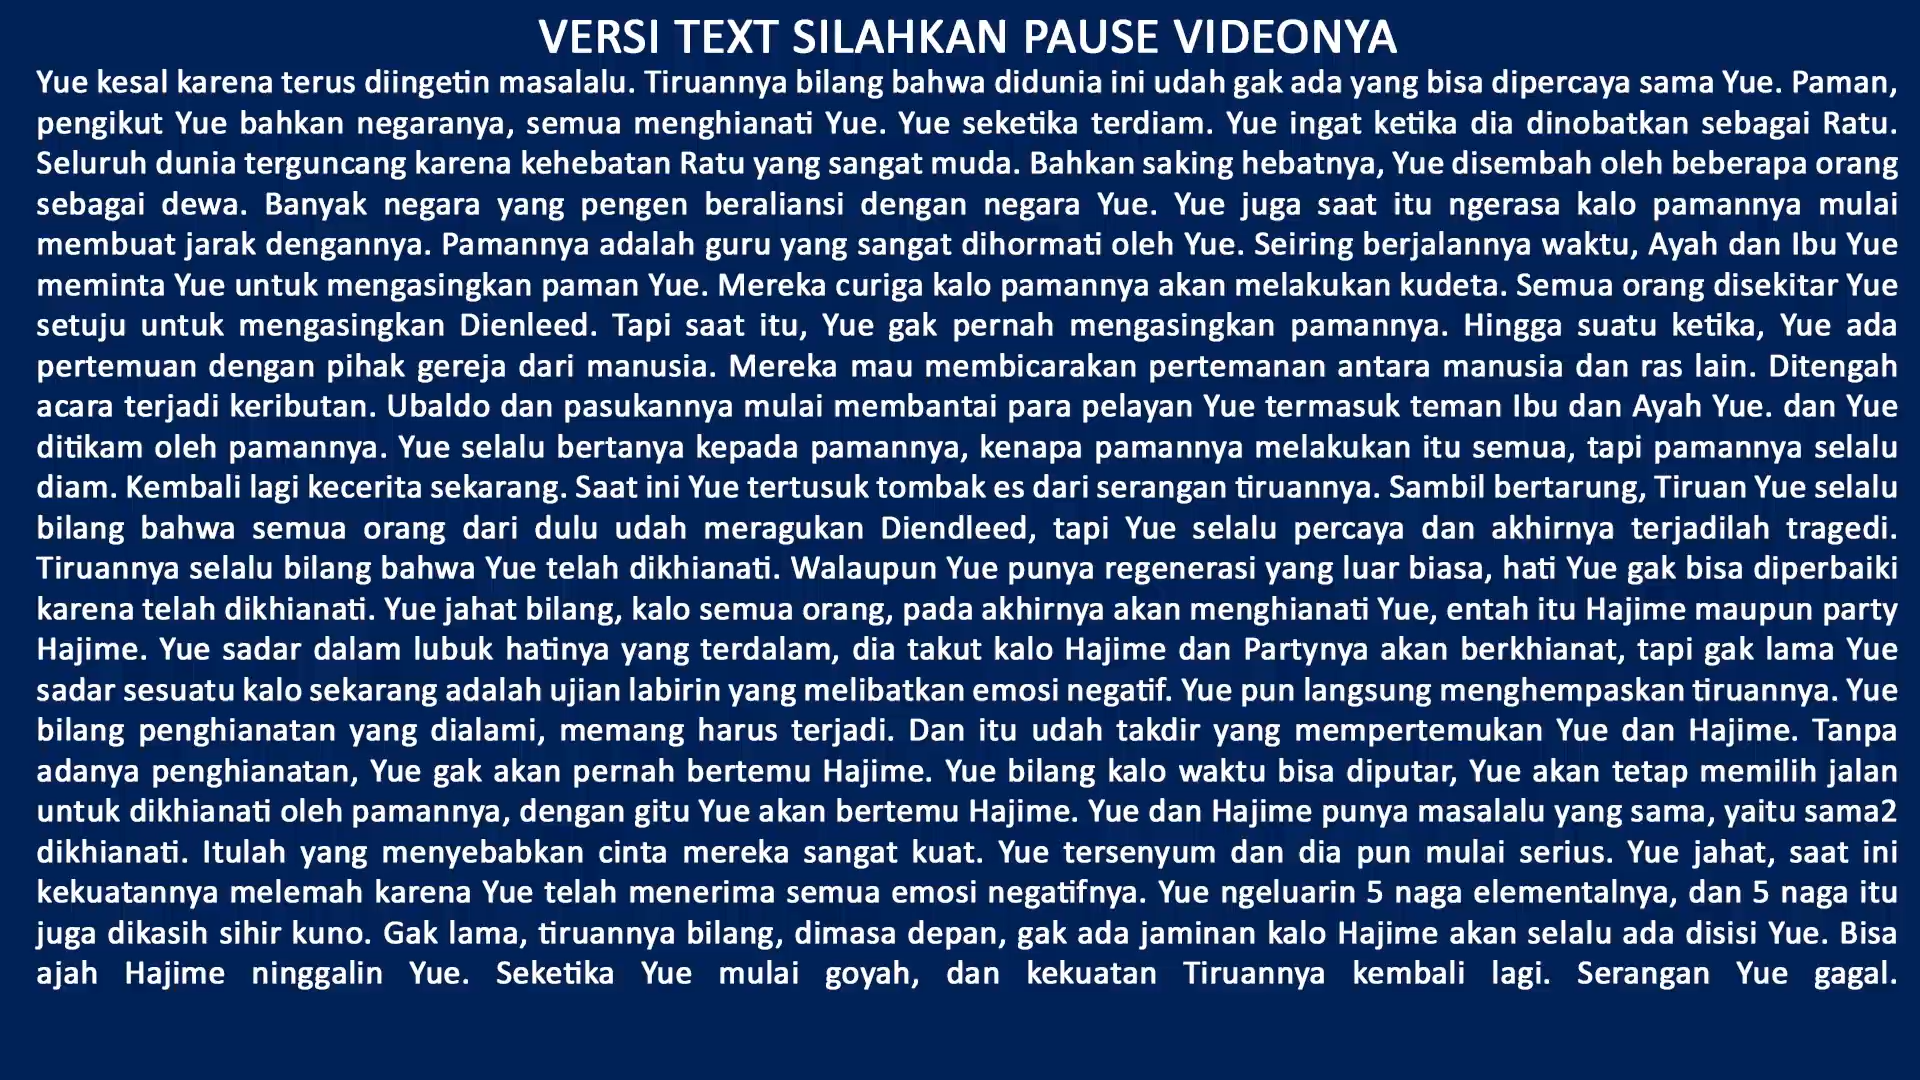 VERSI TEXT SILAHKAN PAUSE VIDEONYA
Yue kesal karena terus diingetin masalalu. Tiruannya bilang bahwa didunia ini udah gak ada yang bisa dipercaya sama Yue. Paman,
pengikut Yue bahkan negaranya, semua menghianati Yue. Yue seketika terdiam. Yue ingat ketika dia dinobatkan sebagai Ratu.
Seluruh dunia terguncang karena kehebatan Ratu yang sangat muda. Bahkan saking hebatnya, Yue disembah oleh beberapa orang
sebagai dewa. Banyak negara yang pengen beraliansi dengan negara Yue. Yue juga saat itu ngerasa kalo pamannya mulai
membuat jarak dengannya. Pamannya adalah guru yang sangat dihormati oleh Yue. Seiring berjalannya waktu, Ayah dan Ibu Yue
meminta Yue untuk mengasingkan paman Yue. Mereka curiga kalo pamannya akan melakukan kudeta. Semua orang disekitar Yue
setuju untuk mengasingkan Dienleed. Tapi saat itu, Yue gak pernah mengasingkan pamannya. Hingga suatu ketika, Yue ada
pertemuan dengan pihak gereja dari manusia. Mereka mau membicarakan pertemanan antara manusia dan ras lain. Ditengah
acara terjadi keributan. Ubaldo dan pasukannya mulai membantai para pelayan Yue termasuk teman Ibu dan Ayah Yue. dan Yue
ditikam oleh pamannya. Yue selalu bertanya kepada pamannya, kenapa pamannya melakukan itu semua, tapi pamannya selalu
diam. Kembali lagi kecerita sekarang. Saat ini Yue tertusuk tombak es dari serangan tiruannya. Sambil bertarung, Tiruan Yue selalu
bilang bahwa semua orang dari dulu udah meragukan Diendleed, tapi Yue selalu percaya dan akhirnya terjadilah tragedi.
Tiruannya selalu bilang bahwa Yue telah dikhianati. Walaupun Yue punya regenerasi yang luar biasa, hati Yue gak bisa diperbaiki
karena telah dikhianati. Yue jahat bilang, kalo semua orang, pada akhirnya akan menghianati Yue, entah itu Hajime maupun party
Hajime. Yue sadar dalam lubuk hatinya yang terdalam, dia takut kalo Hajime dan Partynya akan berkhianat, tapi gak lama Yue
sadar sesuatu kalo sekarang adalah ujian labirin yang melibatkan emosi negatif. Yue pun langsung menghempaskan tiruannya. Yue
bilang penghianatan yang dialami, memang harus terjadi. Dan itu udah takdir yang mempertemukan Yue dan Hajime. Tanpa
adanya penghianatan, Yue gak akan pernah bertemu Hajime. Yue bilang kalo waktu bisa diputar, Yue akan tetap memilih jalan
untuk dikhianati oleh pamannya, dengan gitu Yue akan bertemu Hajime. Yue dan Hajime punya masalalu yang sama, yaitu sama2
dikhianati. Itulah yang menyebabkan cinta mereka sangat kuat. Yue tersenyum dan dia pun mulai serius. Yue jahat, saat ini
kekuatannya melemah karena Yue telah menerima semua emosi negatifnya. Yue ngeluarin 5 naga elementalnya, dan 5 naga itu
juga dikasih sihir kuno. Gak lama, tiruannya bilang, dimasa depan, gak ada jaminan kalo Hajime akan selalu ada disisi Yue. Bisa
ajah Hajime ninggalin Yue. Seketika Yue mulai goyah, dan kekuatan Tiruannya kembali lagi. Serangan Yue gagal.